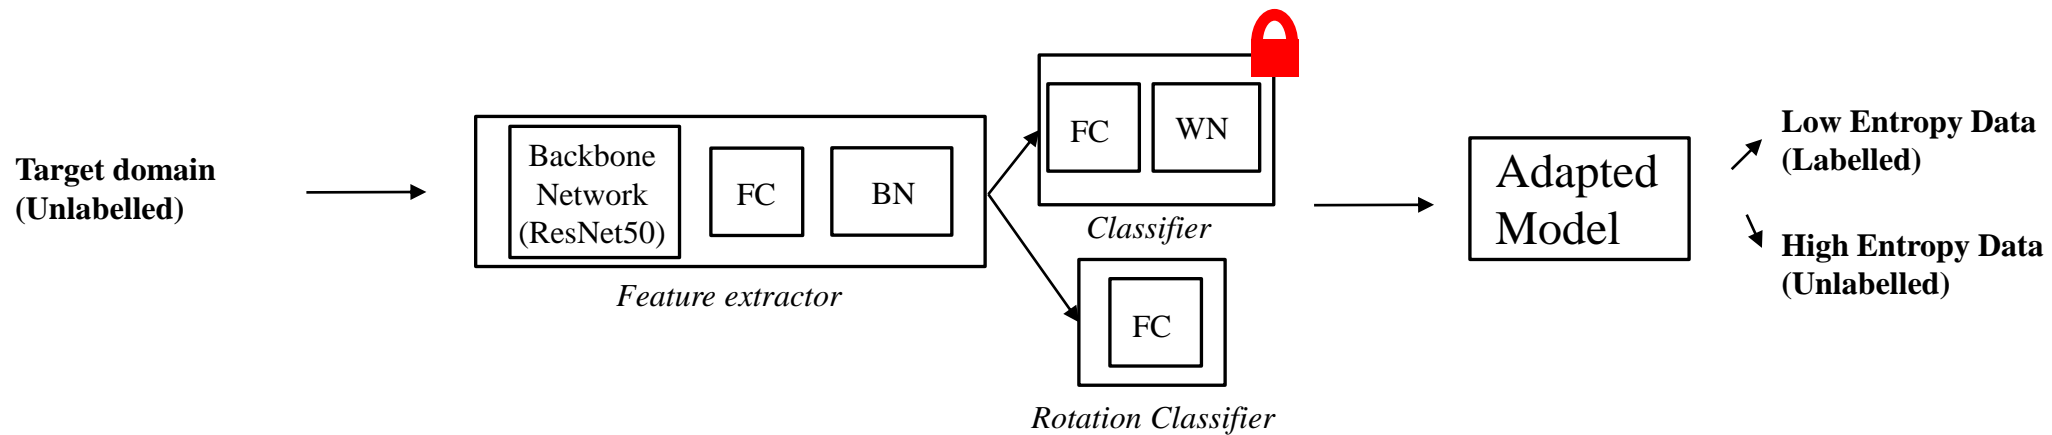 Target domain
(Unlabelled)
Backbone
Network
(ResNet50)
FC
BN
Feature extractor
FC
WN
Classifier
FC
Rotation Classifier
Adapted
Model
Low Entropy Data
(Labelled)
High Entropy Data
(Unlabelled)